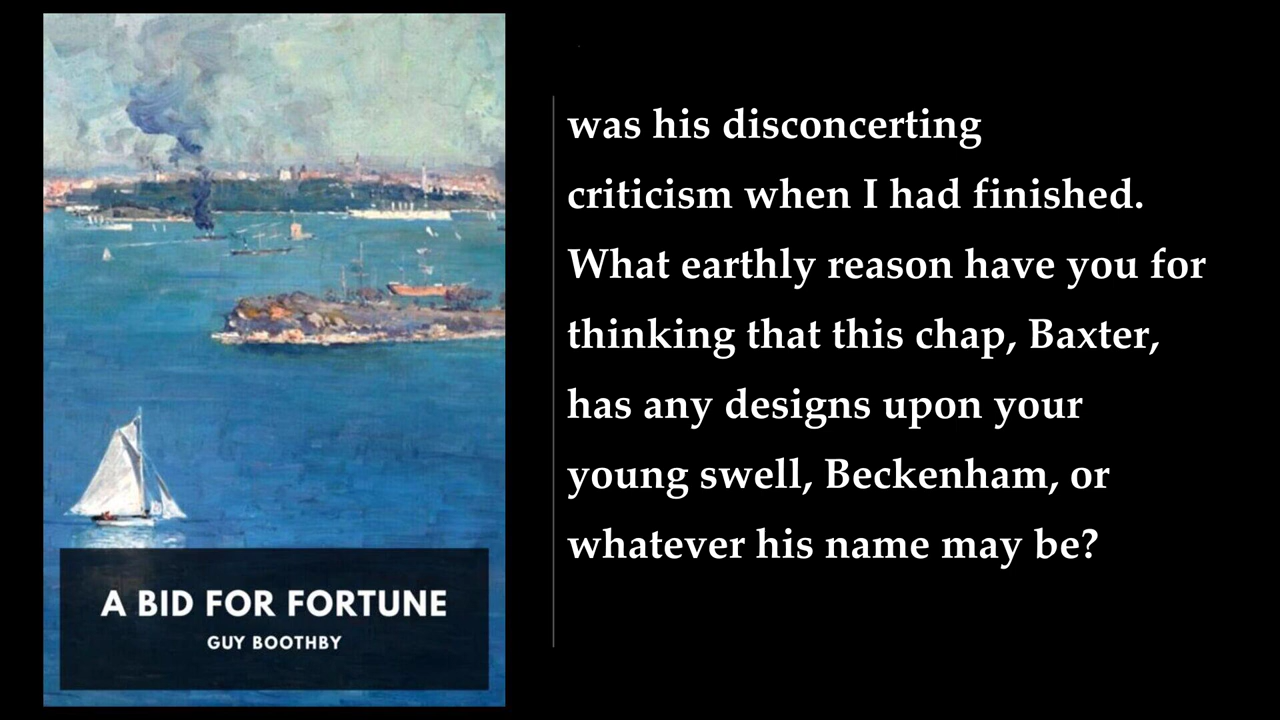 was his disconcerting
criticism when I had finished.
What earthly reason have you for
thinking that this chap, Baxter,
has any designs upon your
young swell, Beckenham, or
whatever his name may be?
A BID FOR FORTUNE
GUY BOOTHBY